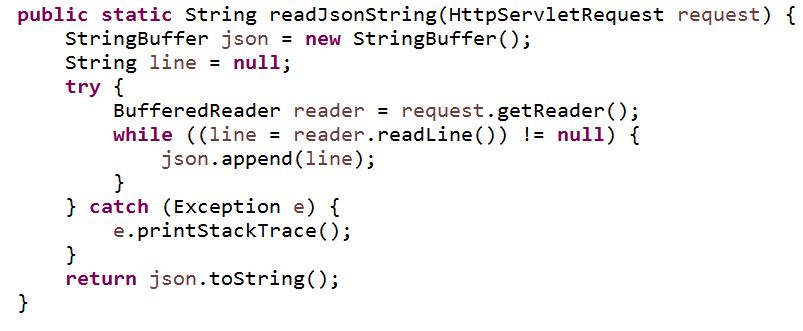 public static String readJsonString(HttpServletRequest request) {
    StringBuffer json = new StringBuffer();
    String line = null;
    try {
        BufferedReader reader = request.getReader();
        while ((line = reader.readLine()) != null) {
            json.append(line);
        }
    } catch (Exception e) {
        e.printStackTrace();
    }
    return json.toString();
}